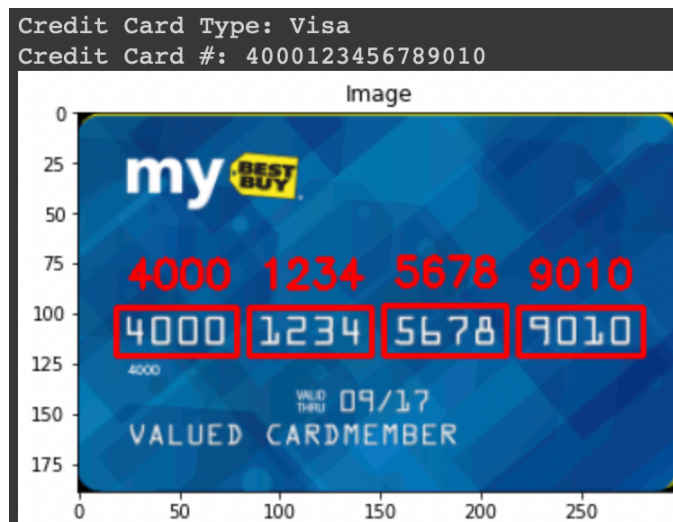 Credit Card Type: Visa
Credit Card #: 4000123456789010
Image
my BEST BUY
4000 1234 5678 9010
4000 1234 5678 9010
4000
VALID THRU 09/17
VALUED CARDMEMBER
0
25
50
75
100
125
150
175
0 50 100 150 200 250